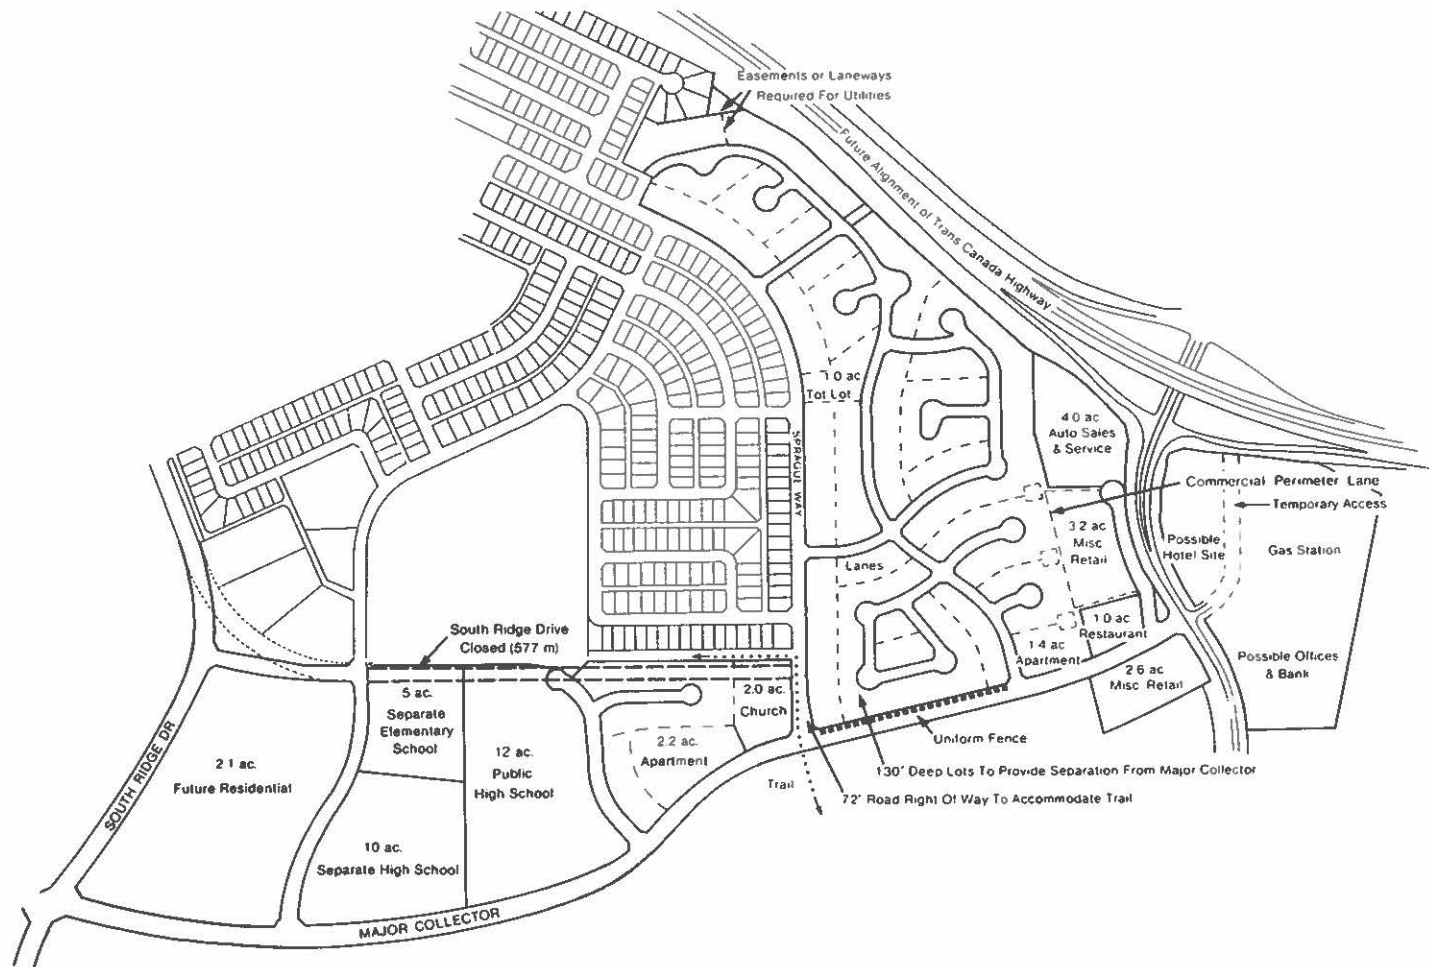 Easements or Laneways
Required For Utilities
Future Alignment of Trans Canada Highway
1.0 ac.
Tot Lot
SPRAGUE WAY
4.0 ac
Auto Sales
& Service
Commercial Perimeter Lane
Temporary Access
3.2 ac
Misc
Retail
Possible
Hotel Site
Gas Station
Lanes
South Ridge Drive
Closed (577 m)
1.0 ac
Restaurant
1.4 ac
Apartment
2.6 ac
Misc Retail
Possible Offices
& Bank
5 ac.
Separate
Elementary
School
2.0 ac.
Church
2.2 ac.
Apartment
12 ac.
Public
High School
Uniform Fence
SOUTH RIDGE DR
2 1 ac.
Future Residential
130' Deep Lots To Provide Separation From Major Collector
Trail
72' Road Right Of Way To Accommodate Trail
10 ac.
Separate High School
MAJOR COLLECTOR